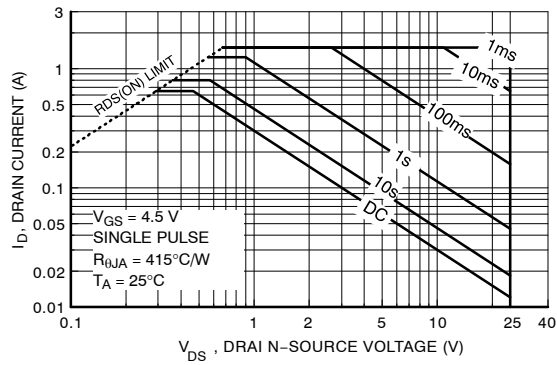 3
1
0.5
0.2
0.1
0.05
0.02
0.01
I_D, DRAIN CURRENT (A)
RDS(ON) LIMIT
1ms
10ms
100ms
1s
10s
DC
V_GS = 4.5 V
SINGLE PULSE
R_θJA = 415°C/W
T_A = 25°C
0.1 1 2 5 10 25 40
V_DS , DRAI N−SOURCE VOLTAGE (V)